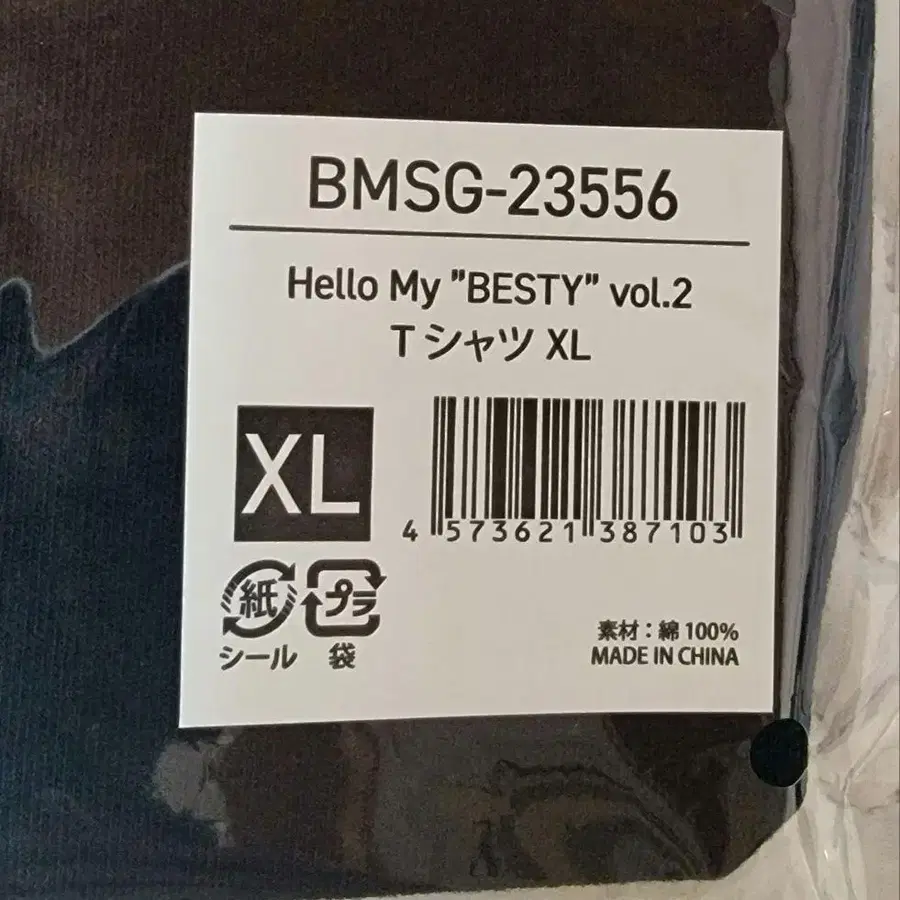 BMSG-23556
Hello My "BESTY" vol.2
Tシャツ XL
XL
4 573621 387103
紙 プラ
シール 袋
素材：綿 100%
MADE IN CHINA